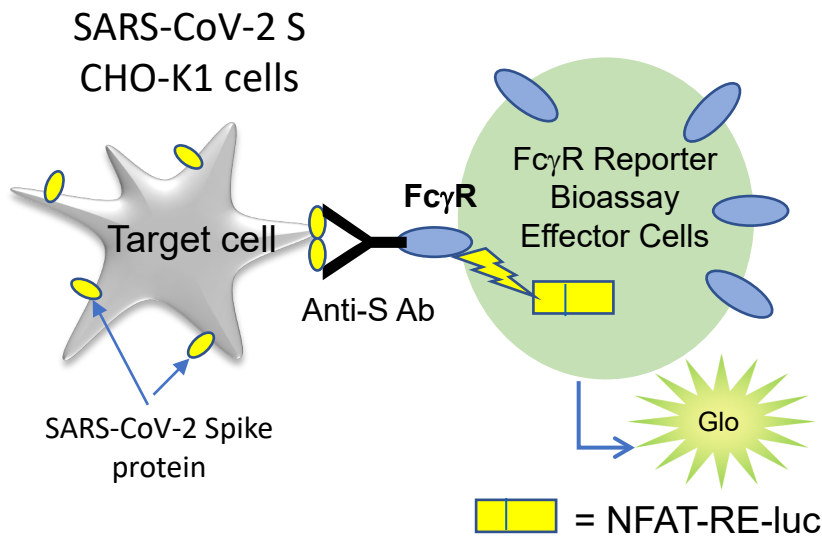 SARS-CoV-2 S
CHO-K1 cells
Target cell
FcγR
FcγR Reporter
Bioassay
Effector Cells
Anti-S Ab
SARS-CoV-2 Spike
protein
Glo
= NFAT-RE-luc